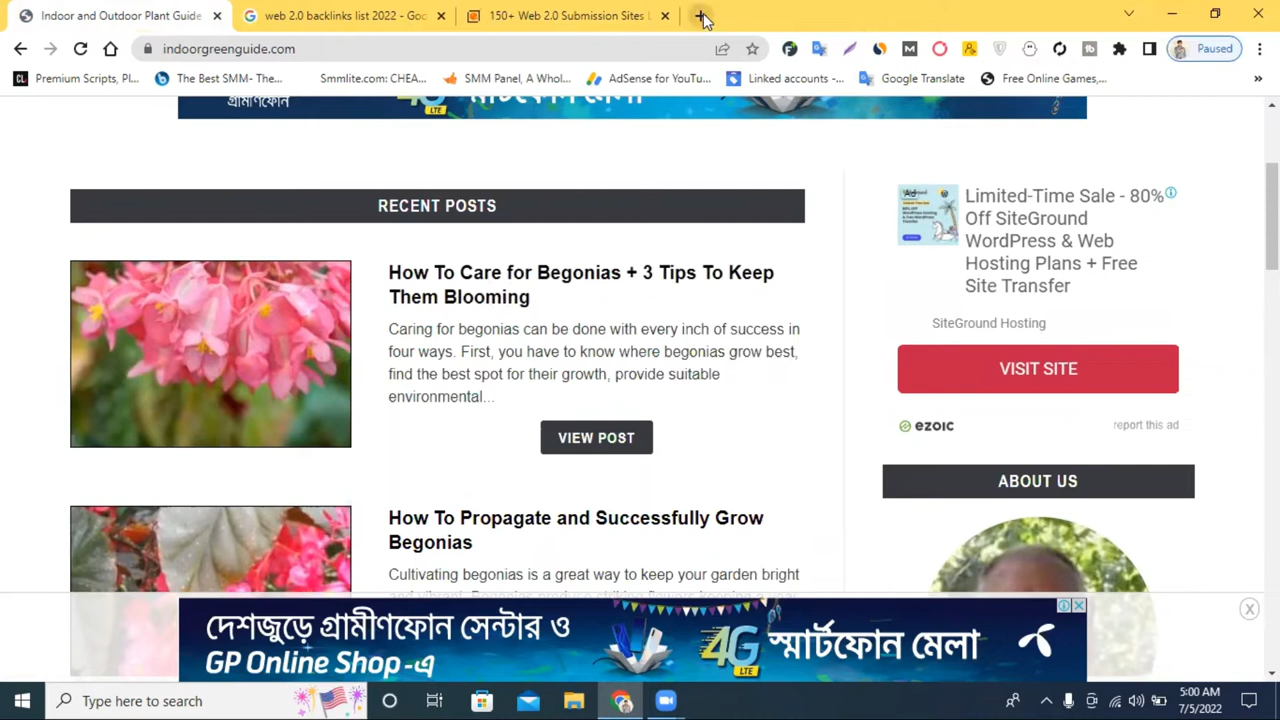 Indoor and Outdoor Plant Guide
web 2.0 backlinks list 2022 - Goo
150+ Web 2.0 Submission Sites L
indoorgreenguide.com
Paused
Premium Scripts, Pl...
The Best SMM- The...
Smmlite.com: CHEA...
SMM Panel, A Whol...
AdSense for YouTu...
Linked accounts -...
Google Translate
Free Online Games,...
»
গ্রামীণফোন
4G
LTE
স্মার্টফোন মেলা
RECENT POSTS
How To Care for Begonias + 3 Tips To Keep
Them Blooming
Caring for begonias can be done with every inch of success in
four ways. First, you have to know where begonias grow best,
find the best spot for their growth, provide suitable
environmental...
VIEW POST
How To Propagate and Successfully Grow
Begonias
Cultivating begonias is a great way to keep your garden bright
Ad
Limited-Time Sale - 80%
Off SiteGround
WordPress & Web
Hosting Plans + Free
Site Transfer
SiteGround Hosting
VISIT SITE
ezoic
report this ad
ABOUT US
দেশজুড়ে গ্রামীণফোন সেন্টার ও
GP Online Shop-এ
4G
LTE
স্মার্টফোন মেলা
Type here to search
5:00 AM
7/5/2022